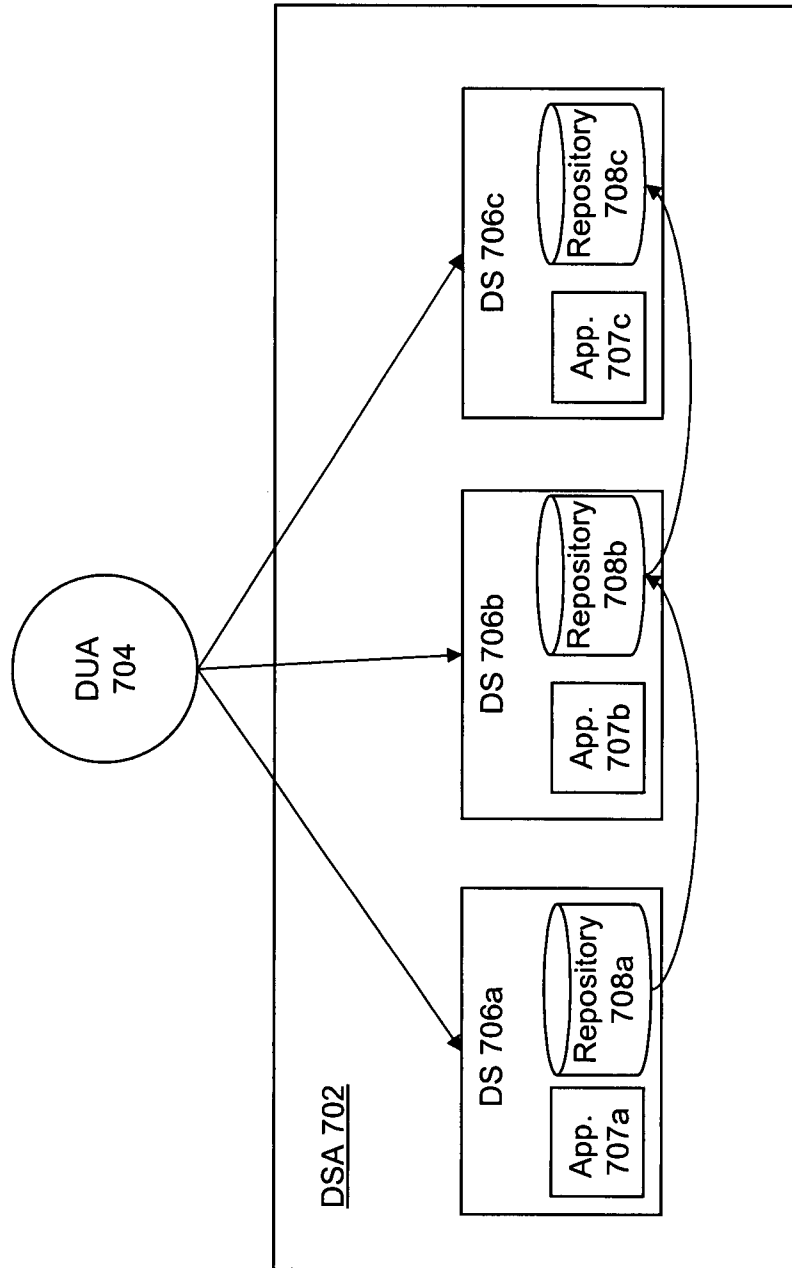 DUA
704
DSA 702
DS 706a
App.
707a
Repository
708a
DS 706b
App.
707b
Repository
708b
DS 706c
App.
707c
Repository
708c